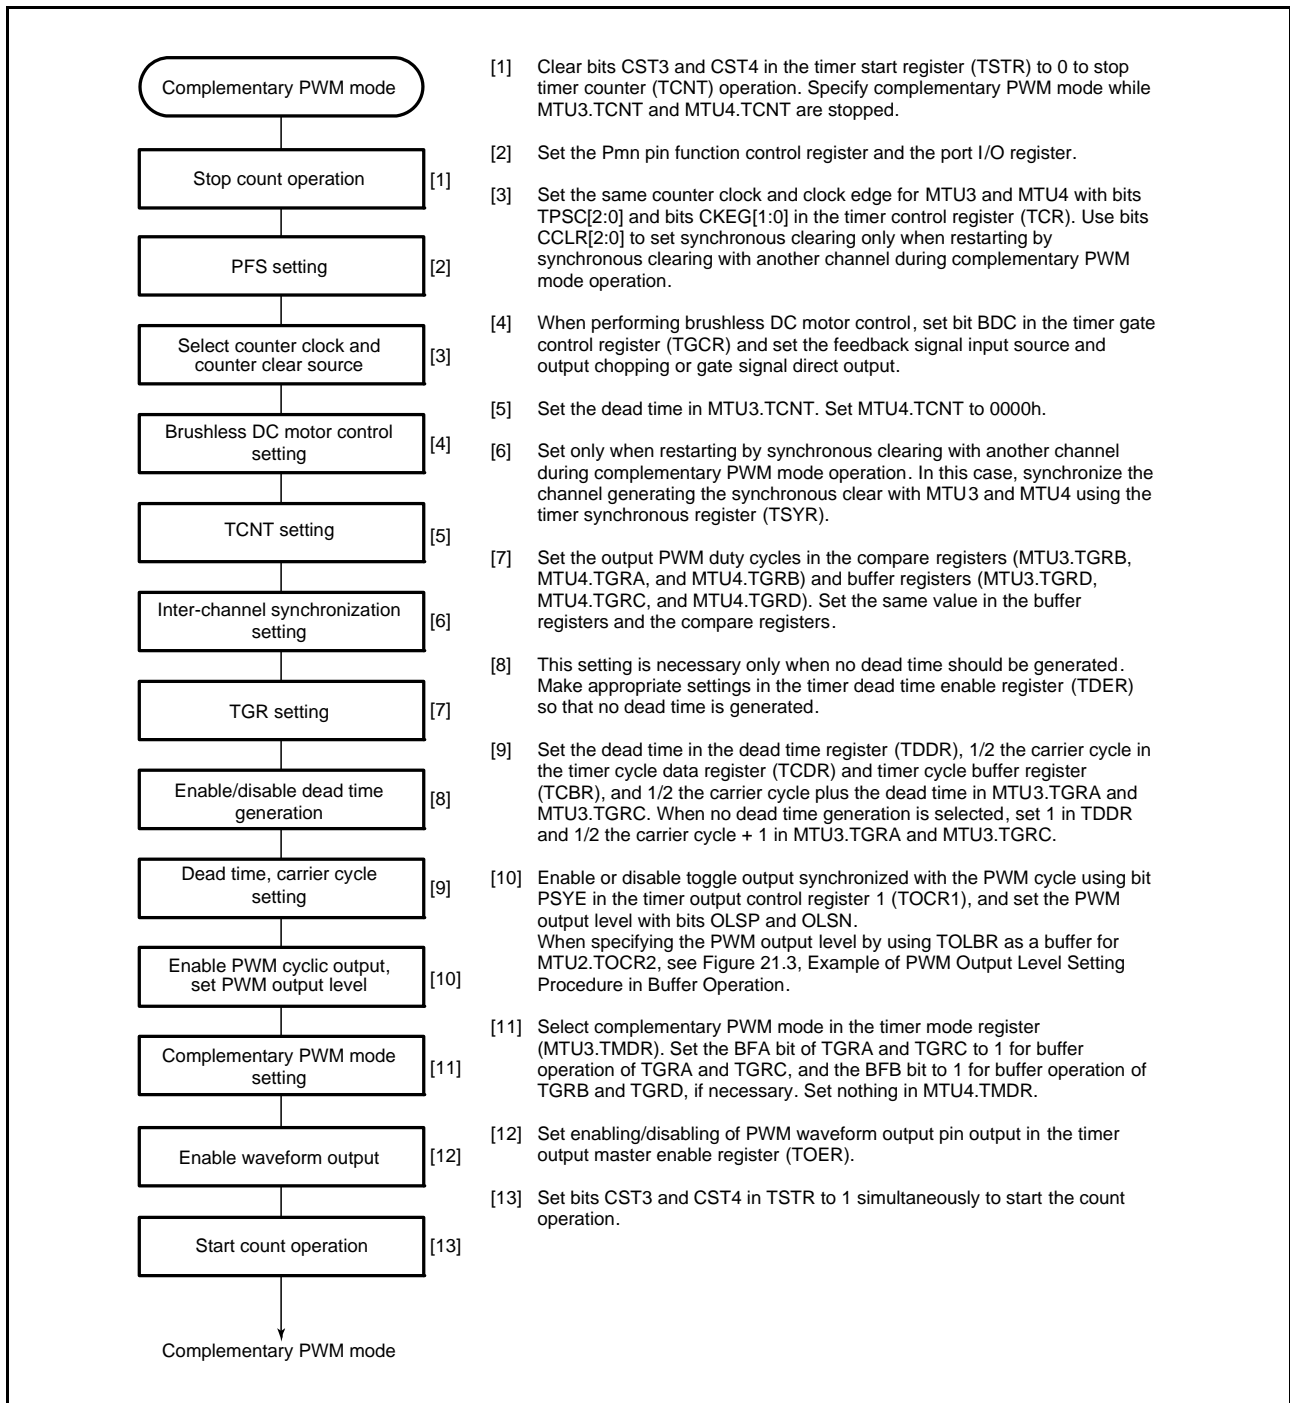 Complementary PWM mode
Stop count operation
[1]
PFS setting
[2]
Select counter clock and
counter clear source
[3]
Brushless DC motor control
setting
[4]
TCNT setting
[5]
Inter-channel synchronization
setting
[6]
TGR setting
[7]
Enable/disable dead time
generation
[8]
Dead time, carrier cycle
setting
[9]
Enable PWM cyclic output,
set PWM output level
[10]
Complementary PWM mode
setting
[11]
Enable waveform output
[12]
Start count operation
[13]
Complementary PWM mode
[1] Clear bits CST3 and CST4 in the timer start register (TSTR) to 0 to stop
timer counter (TCNT) operation. Specify complementary PWM mode while
MTU3.TCNT and MTU4.TCNT are stopped.
[2] Set the Pmn pin function control register and the port I/O register.
[3] Set the same counter clock and clock edge for MTU3 and MTU4 with bits
TPSC[2:0] and bits CKEG[1:0] in the timer control register (TCR). Use bits
CCLR[2:0] to set synchronous clearing only when restarting by
synchronous clearing with another channel during complementary PWM
mode operation.
[4] When performing brushless DC motor control, set bit BDC in the timer gate
control register (TGCR) and set the feedback signal input source and
output chopping or gate signal direct output.
[5] Set the dead time in MTU3.TCNT. Set MTU4.TCNT to 0000h.
[6] Set only when restarting by synchronous clearing with another channel
during complementary PWM mode operation. In this case, synchronize the
channel generating the synchronous clear with MTU3 and MTU4 using the
timer synchronous register (TSYR).
[7] Set the output PWM duty cycles in the compare registers (MTU3.TGRB,
MTU4.TGRA, and MTU4.TGRB) and buffer registers (MTU3.TGRD,
MTU4.TGRC, and MTU4.TGRD). Set the same value in the buffer
registers and the compare registers.
[8] This setting is necessary only when no dead time should be generated.
Make appropriate settings in the timer dead time enable register (TDER)
so that no dead time is generated.
[9] Set the dead time in the dead time register (TDDR), 1/2 the carrier cycle in
the timer cycle data register (TCDR) and timer cycle buffer register
(TCBR), and 1/2 the carrier cycle plus the dead time in MTU3.TGRA and
MTU3.TGRC. When no dead time generation is selected, set 1 in TDDR
and 1/2 the carrier cycle + 1 in MTU3.TGRA and MTU3.TGRC.
[10] Enable or disable toggle output synchronized with the PWM cycle using bit
PSYE in the timer output control register 1 (TOCR1), and set the PWM
output level with bits OLSP and OLSN.
When specifying the PWM output level by using TOLBR as a buffer for
MTU2.TOCR2, see Figure 21.3, Example of PWM Output Level Setting
Procedure in Buffer Operation.
[11] Select complementary PWM mode in the timer mode register
(MTU3.TMDR). Set the BFA bit of TGRA and TGRC to 1 for buffer
operation of TGRA and TGRC, and the BFB bit to 1 for buffer operation of
TGRB and TGRD, if necessary. Set nothing in MTU4.TMDR.
[12] Set enabling/disabling of PWM waveform output pin output in the timer
output master enable register (TOER).
[13] Set bits CST3 and CST4 in TSTR to 1 simultaneously to start the count
operation.